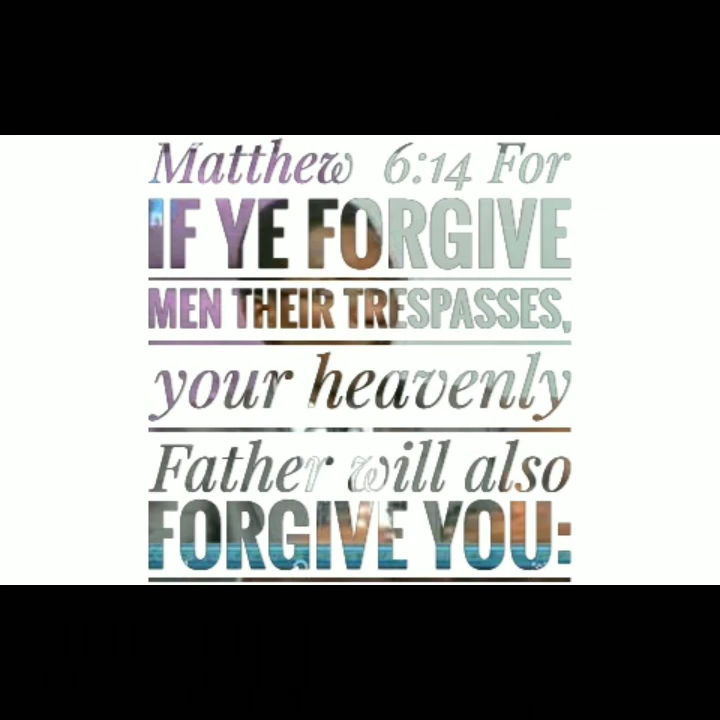 Matthew 6:14 For
IF YE FORGIVE
MEN THEIR TRESPASSES,
your heavenly
Father will also
FORGIVE YOU: